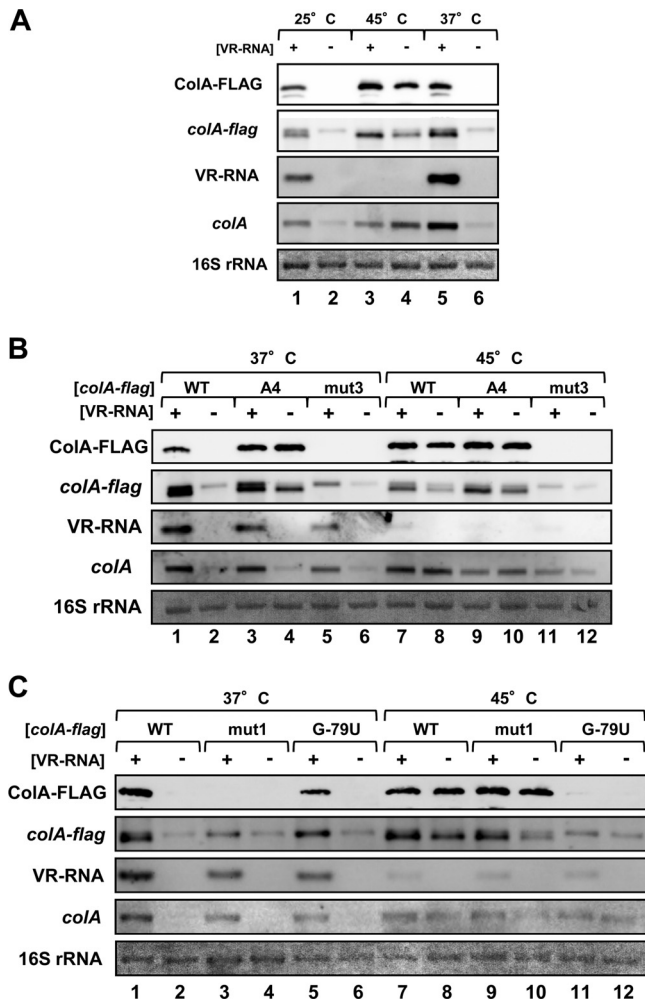 A
25° C 45° C 37° C
[VR-RNA] + - + - + -
ColA-FLAG
colA-flag
VR-RNA
colA
16S rRNA
1 2 3 4 5 6
B
37° C 45° C
[colA-flag] WT A4 mut3 WT A4 mut3
[VR-RNA] + - + - + - + - + - + -
ColA-FLAG
colA-flag
VR-RNA
colA
16S rRNA
1 2 3 4 5 6 7 8 9 10 11 12
C
37° C 45° C
[colA-flag] WT mut1 G-79U WT mut1 G-79U
[VR-RNA] + - + - + - + - + - + -
ColA-FLAG
colA-flag
VR-RNA
colA
16S rRNA
1 2 3 4 5 6 7 8 9 10 11 12